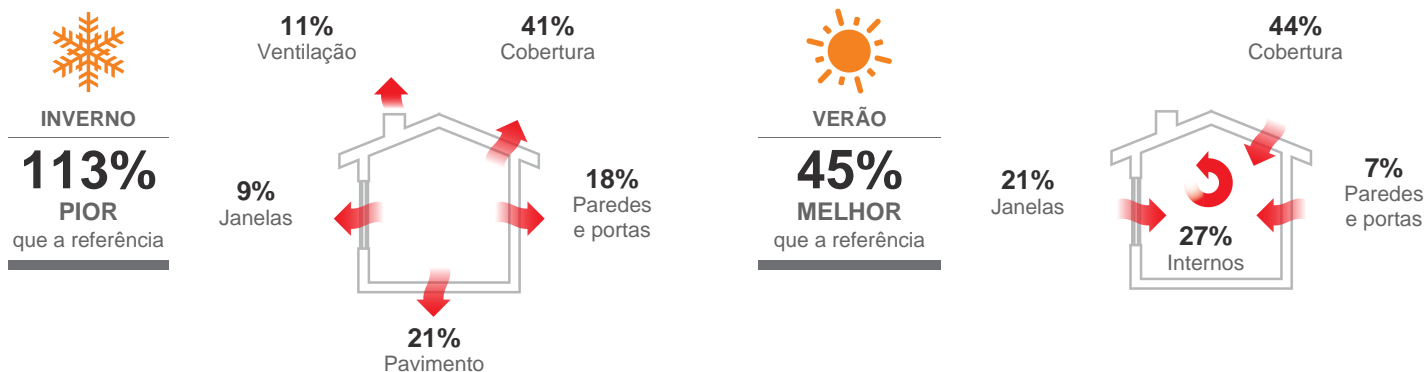 INVERNO
113%
PIOR
que a referência
11%
Ventilação
41%
Cobertura
9%
Janelas
18%
Paredes
e portas
21%
Pavimento
VERÃO
45%
MELHOR
que a referência
44%
Cobertura
21%
Janelas
27%
Internos
7%
Paredes
e portas